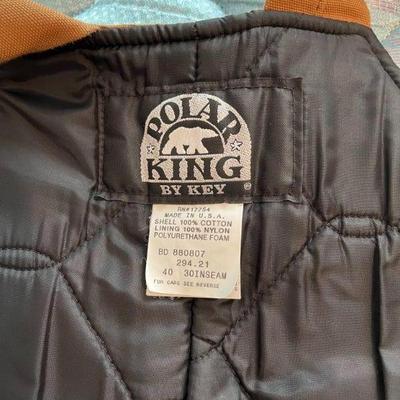 POLAR
KING
BY KEY
RN#17754
MADE IN U.S.A.
SHELL 100% COTTON
LINING 100% NYLON
POLYURETHANE FOAM
BD 880807
294.21
40 30INSEAM
FOR CARE SEE REVERSE